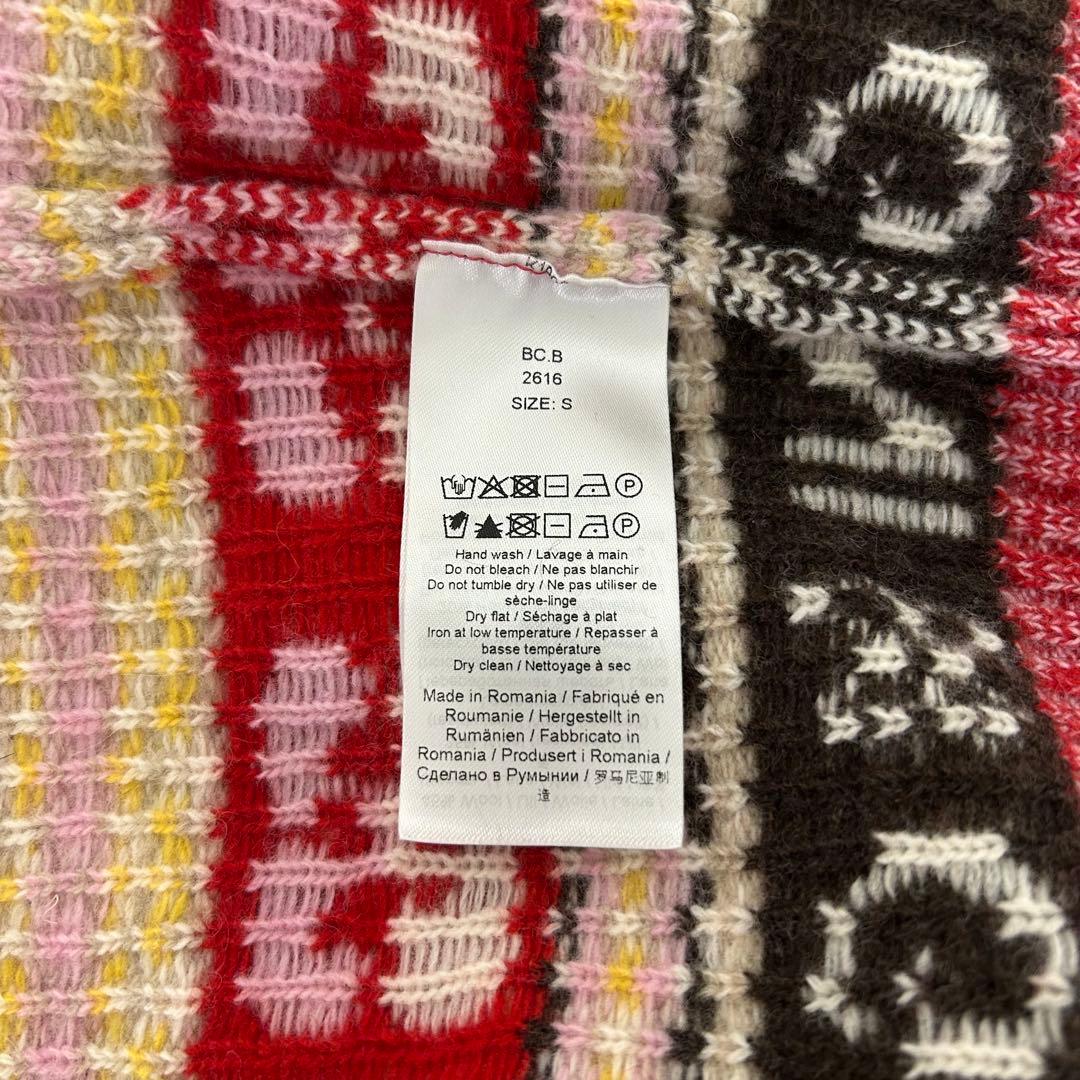 BC.B
2616
SIZE: S
Hand wash / Lavage à main
Do not bleach / Ne pas blanchir
Do not tumble dry / Ne pas utiliser de
sèche-linge
Dry flat / Séchage à plat
Iron at low temperature / Repasser à
basse température
Dry clean / Nettoyage à sec
Made in Romania / Fabriqué en
Roumanie / Hergestellt in
Rumänien / Fabbricato in
Romania / Produsert i Romania /
Сделано в Румынии / 罗马尼亚制
造